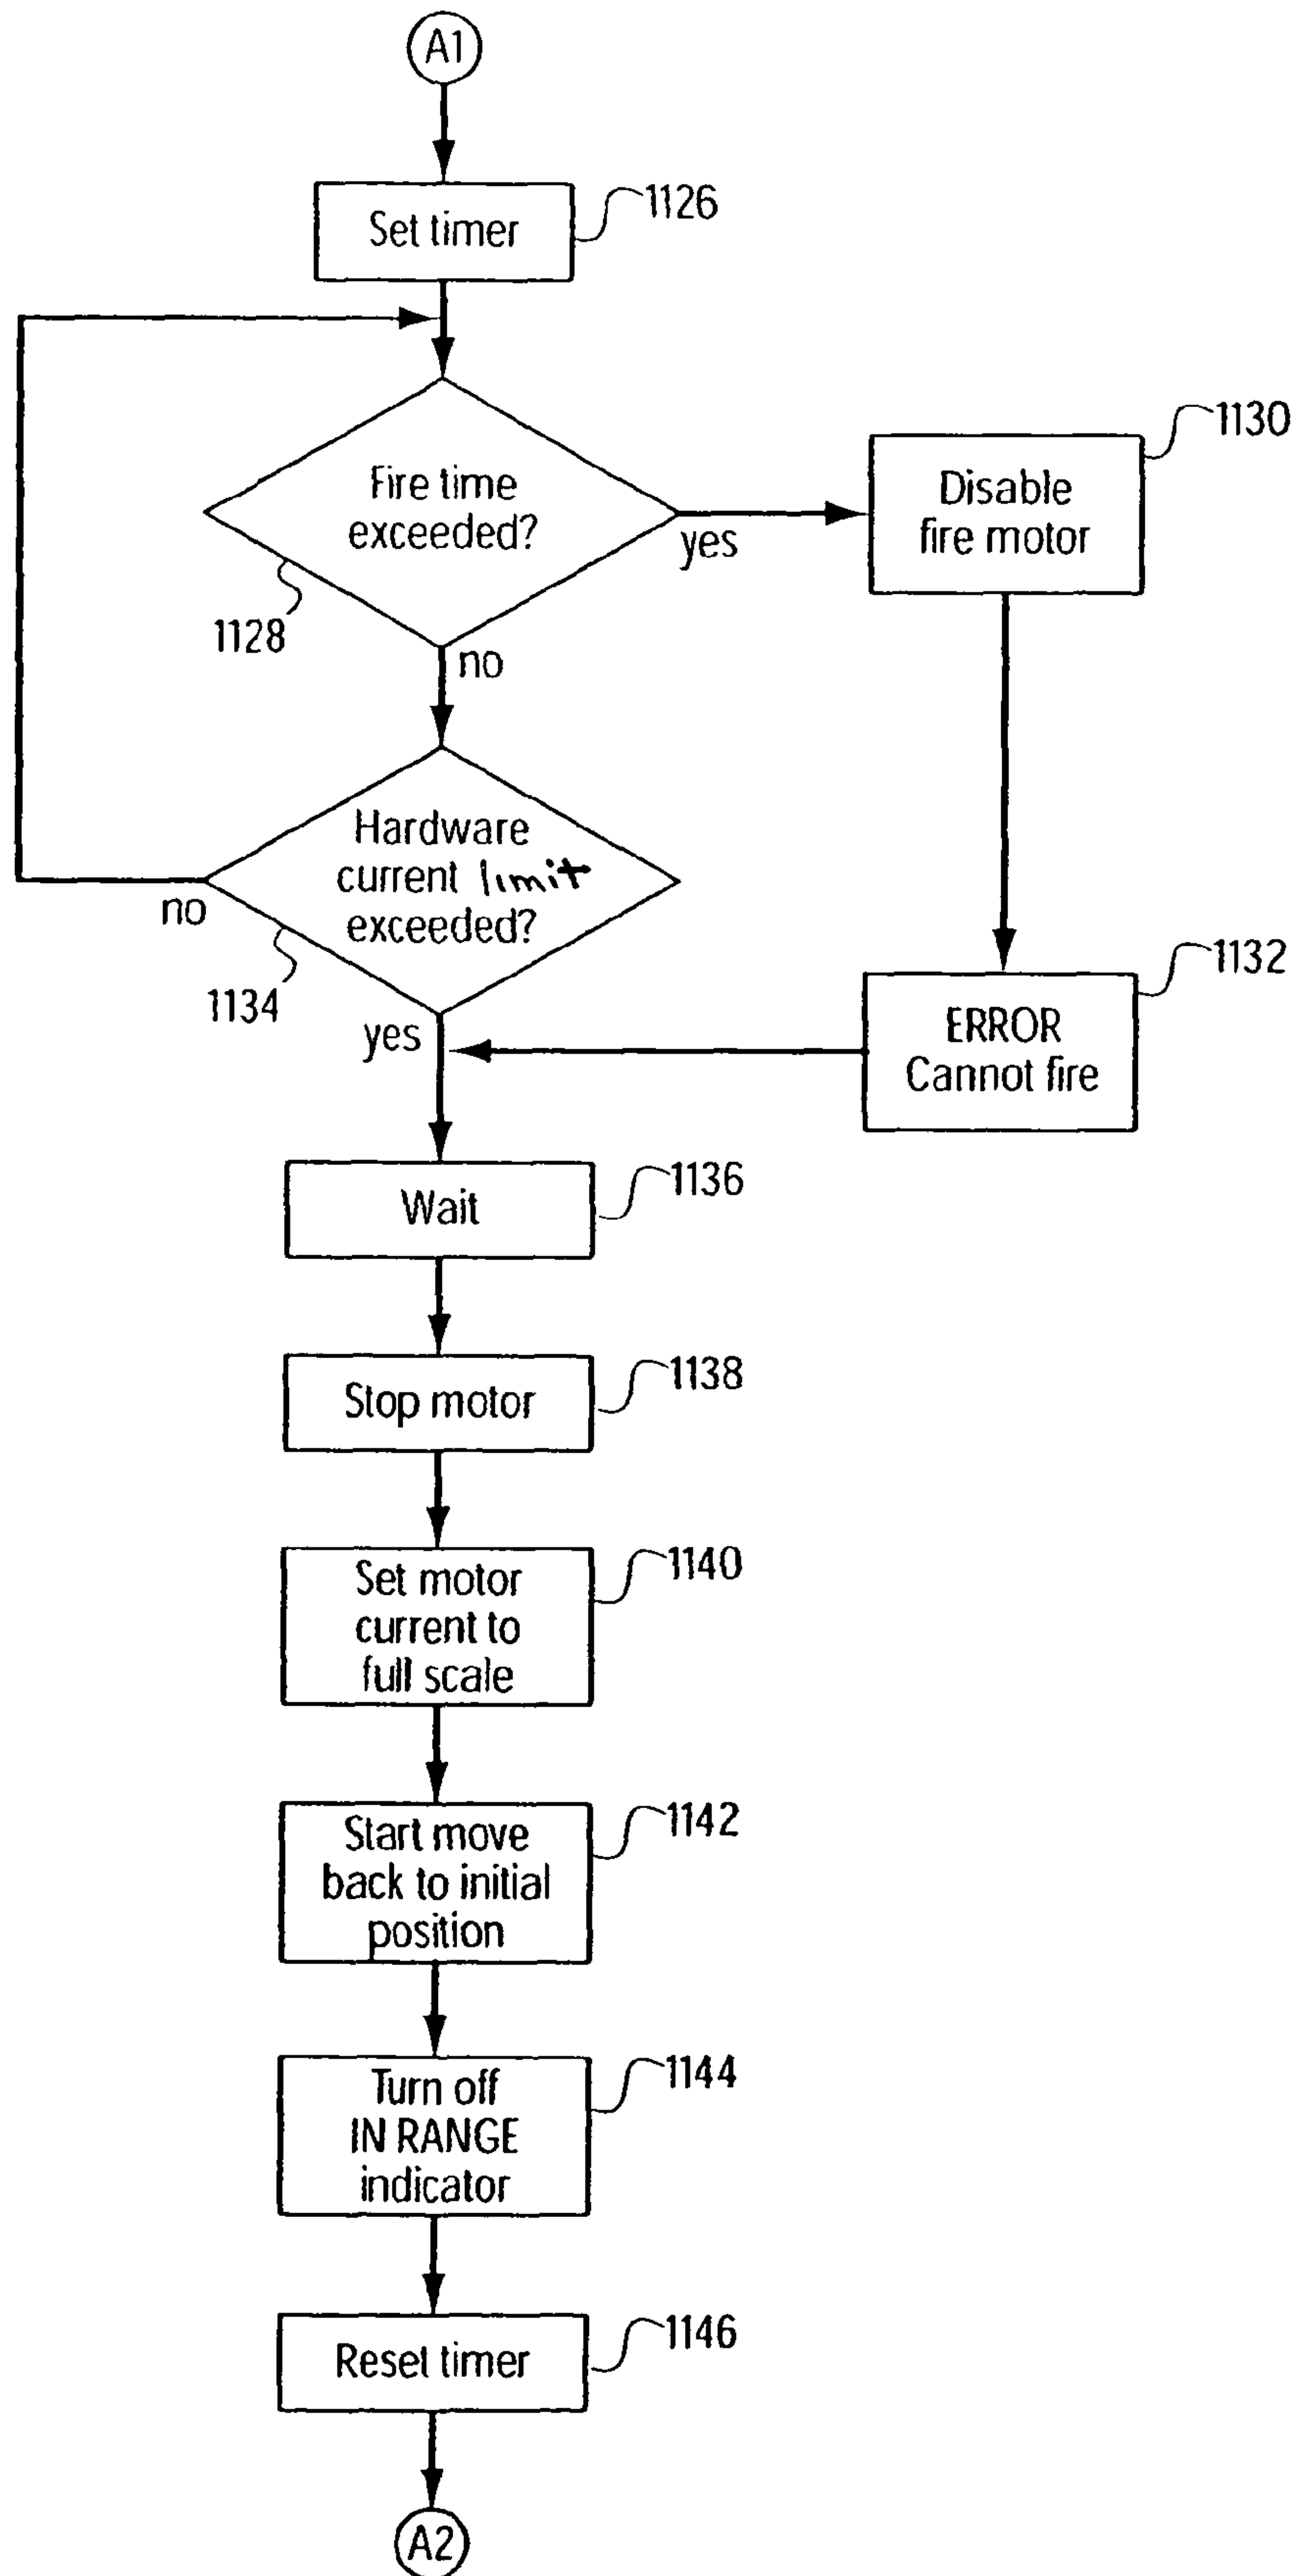 A1
Set timer
1126
Fire time
exceeded?
1128
yes
no
Disable
fire motor
1130
Hardware
current limit
exceeded?
1134
no
yes
ERROR
Cannot fire
1132
Wait
1136
Stop motor
1138
Set motor
current to
full scale
1140
Start move
back to initial
position
1142
Turn off
IN RANGE
indicator
1144
Reset timer
1146
A2